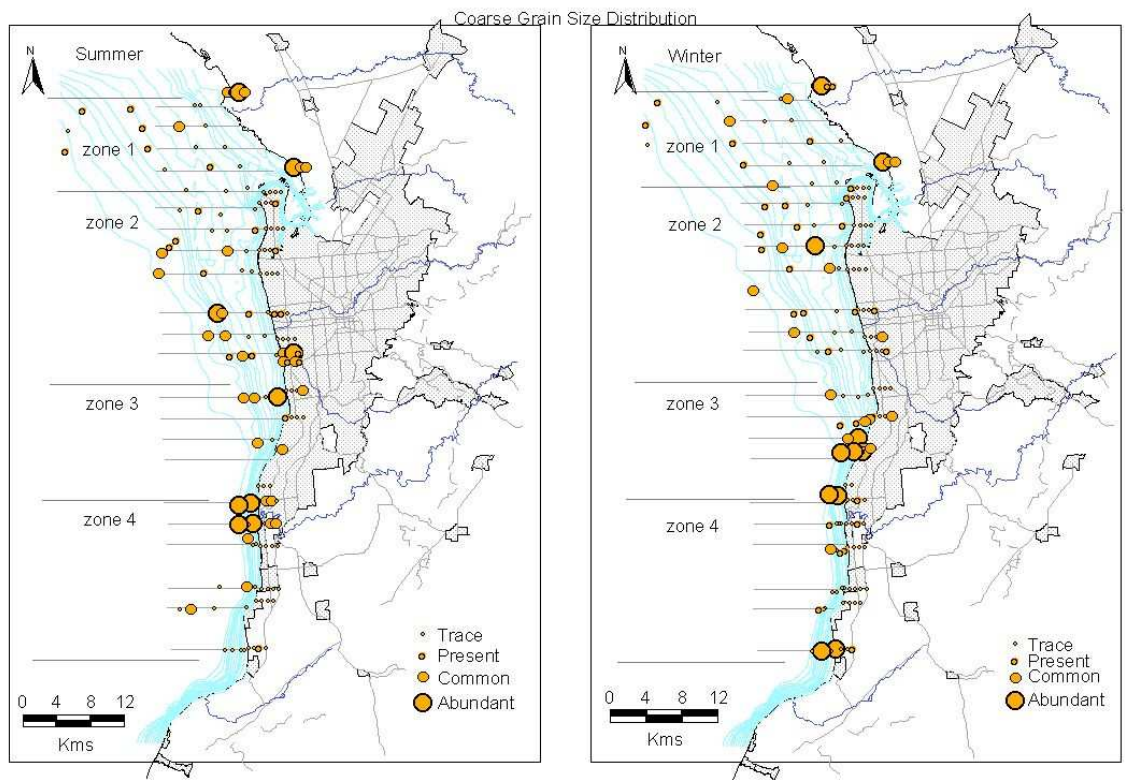 Coarse Grain Size Distribution
Summer
N
zone 1
zone 2
zone 3
zone 4
Trace
Present
Common
Abundant
0 4 8 12
Kms
Winter
N
zone 1
zone 2
zone 3
zone 4
Trace
Present
Common
Abundant
0 4 8 12
Kms